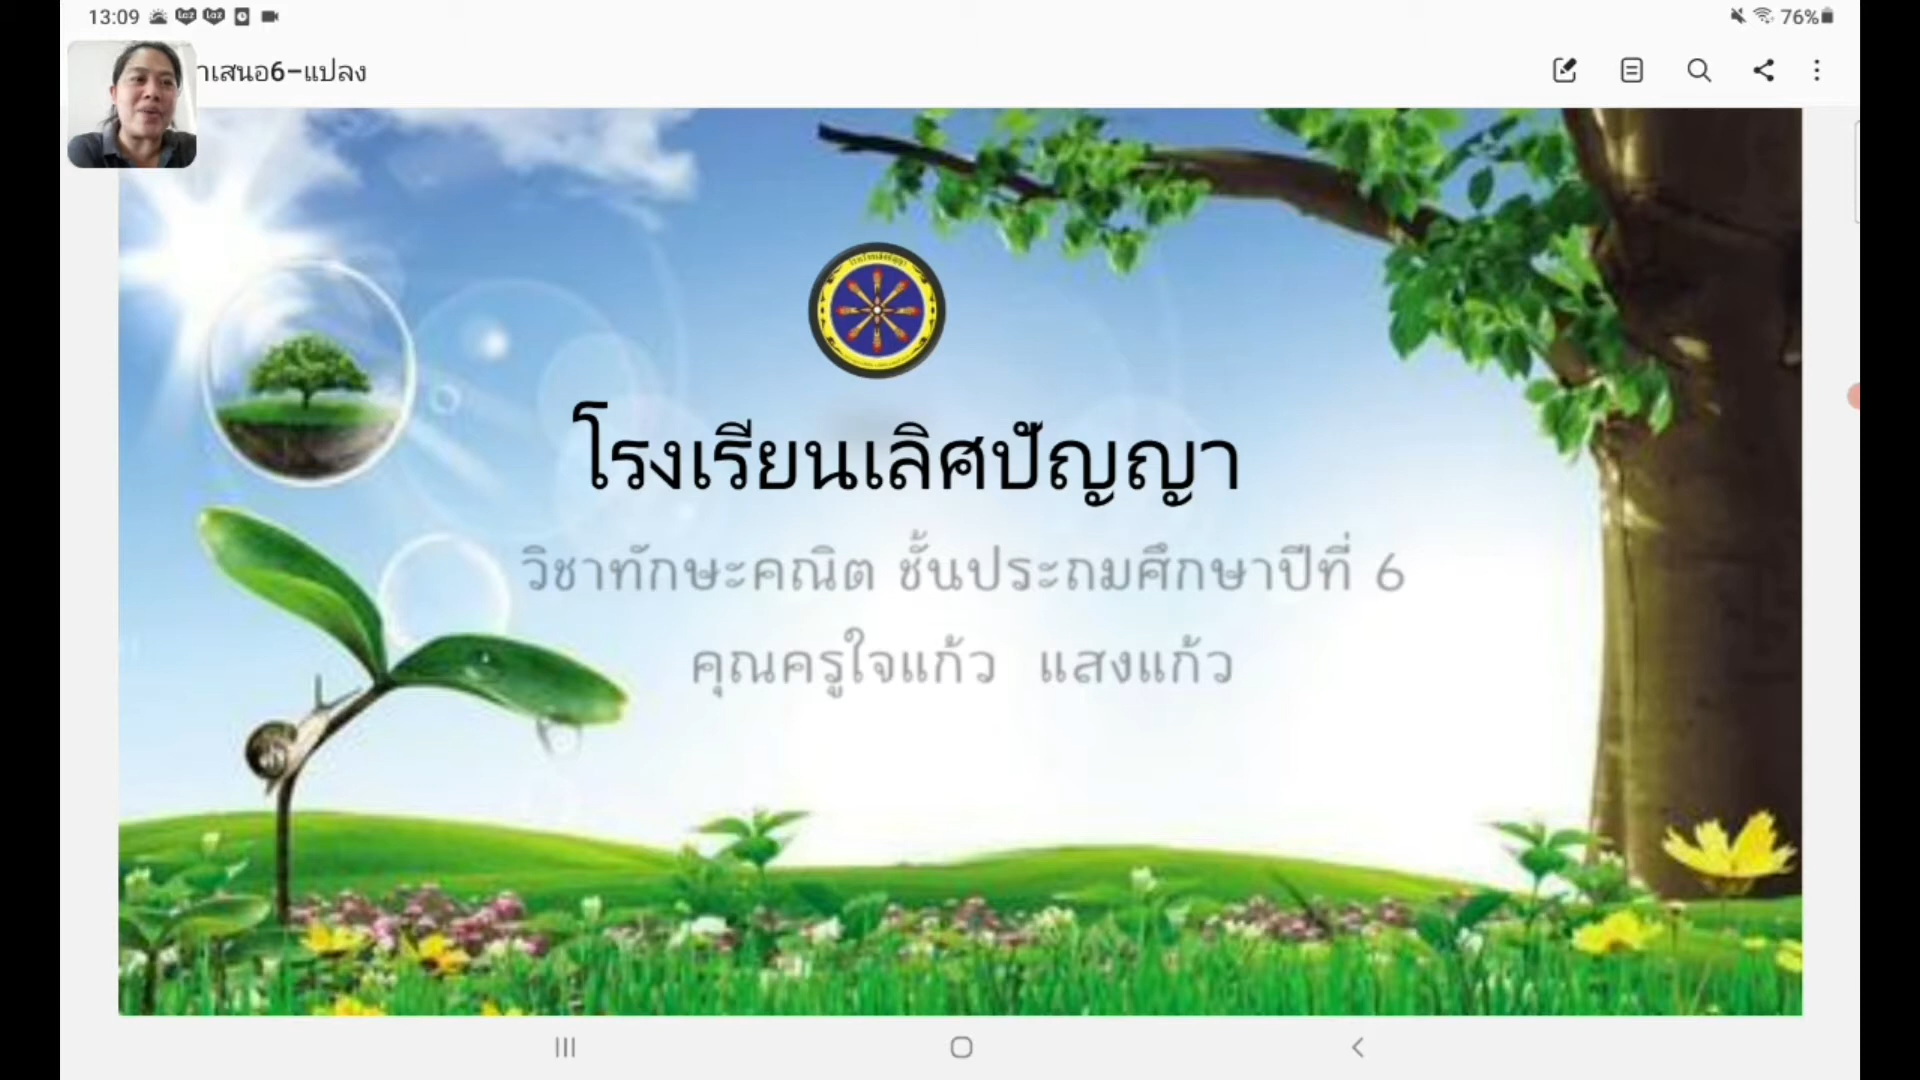 13:09
76%
าเสนอ6-แปลง
โรงเรียนเลิศปัญญา
วิชาทักษะคณิต ชั้นประถมศึกษาปีที่ 6
คุณครูใจแก้ว แสงแก้ว